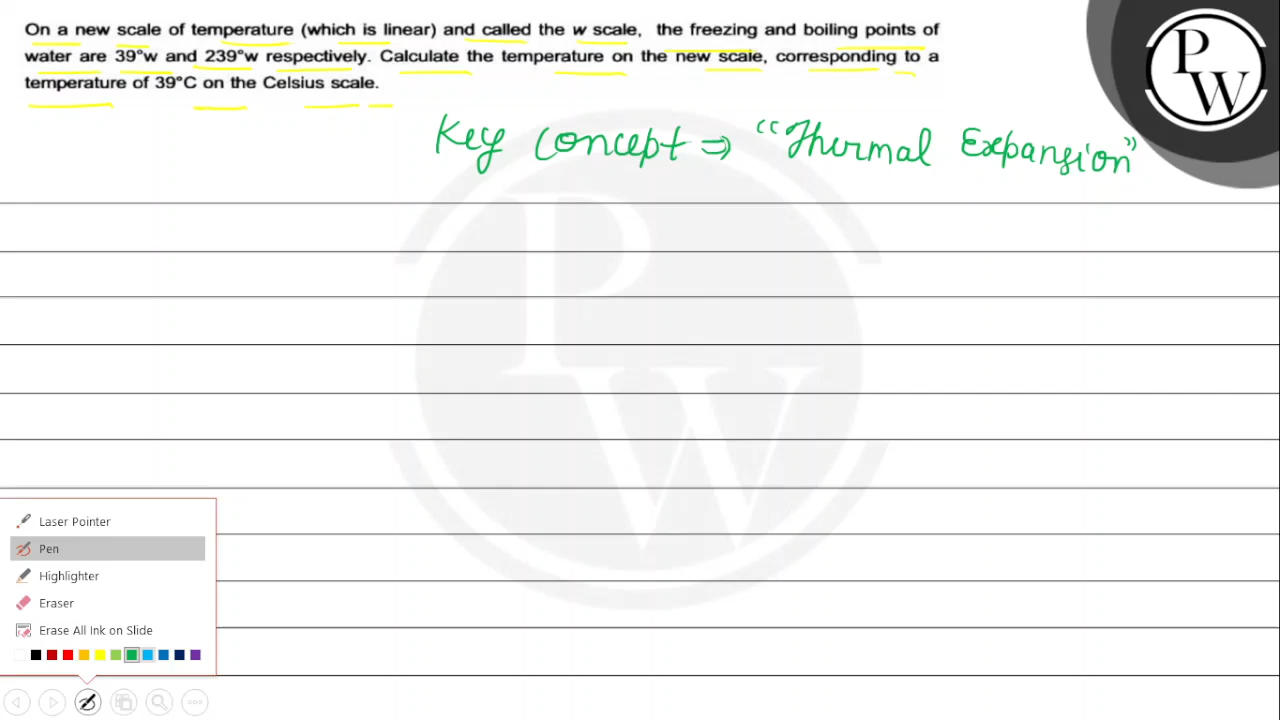 On a new scale of temperature (which is linear) and called the w scale, the freezing and boiling points of
water are 39°w and 239°w respectively. Calculate the temperature on the new scale, corresponding to a
temperature of 39°C on the Celsius scale.
Key Concept ⇒ “Thermal Expansion”
P
W
P
W
Laser Pointer
Pen
Highlighter
Eraser
Erase All Ink on Slide